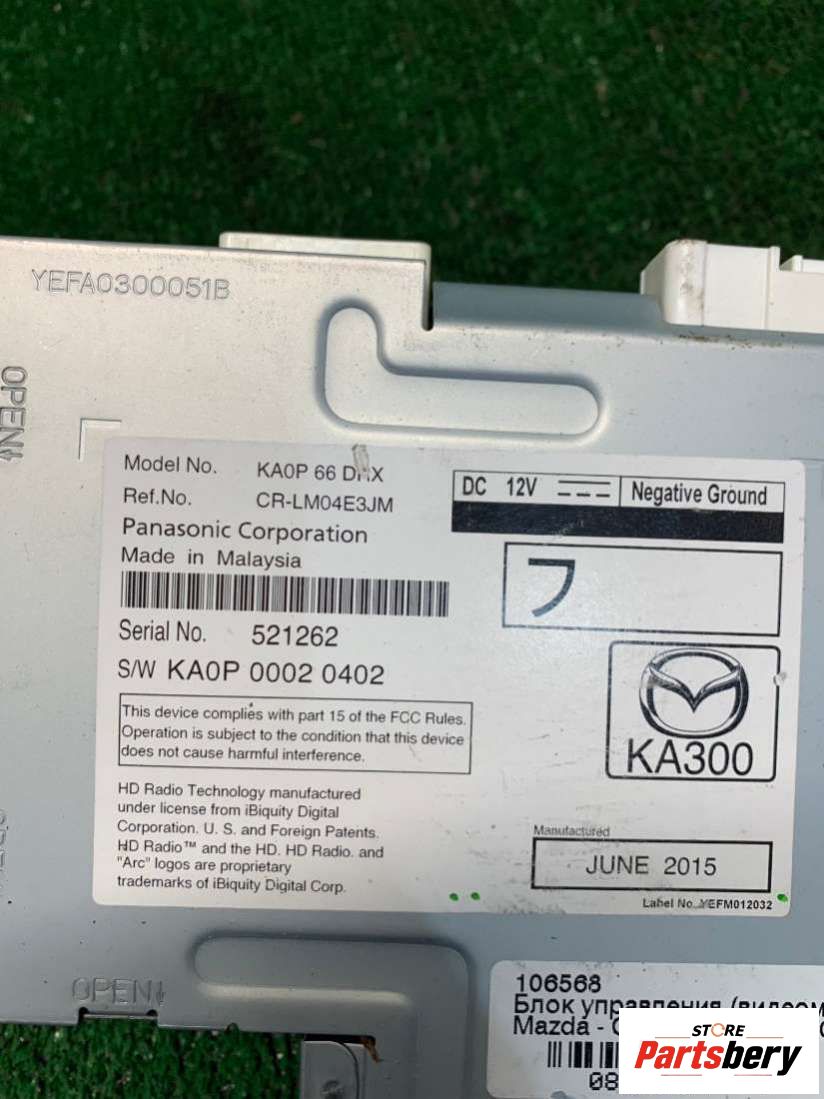 YEFA0300051B
OPEN
Model No. KA0P 66
Ref.No. CR-LM04E3JM
Panasonic Corporation
Made in Malaysia
Serial No. 521262
S/W KA0P 0002 0402
This device complies with part 15 of the FCC Rules.
Operation is subject to the condition that this device
does not cause harmful interference.
HD Radio Technology manufactured
under license from iBiquity Digital
Corporation. U. S. and Foreign Patents.
HD Radio™ and the HD. HD Radio. and
"Arc" logos are proprietary
trademarks of iBiquity Digital Corp.
DC 12V Negative Ground
フ
KA300
Manufactured
JUNE 2015
Label No. YEFM012032
OPEN
106568
Блок управления
Mazda -
STORE
Partsbery